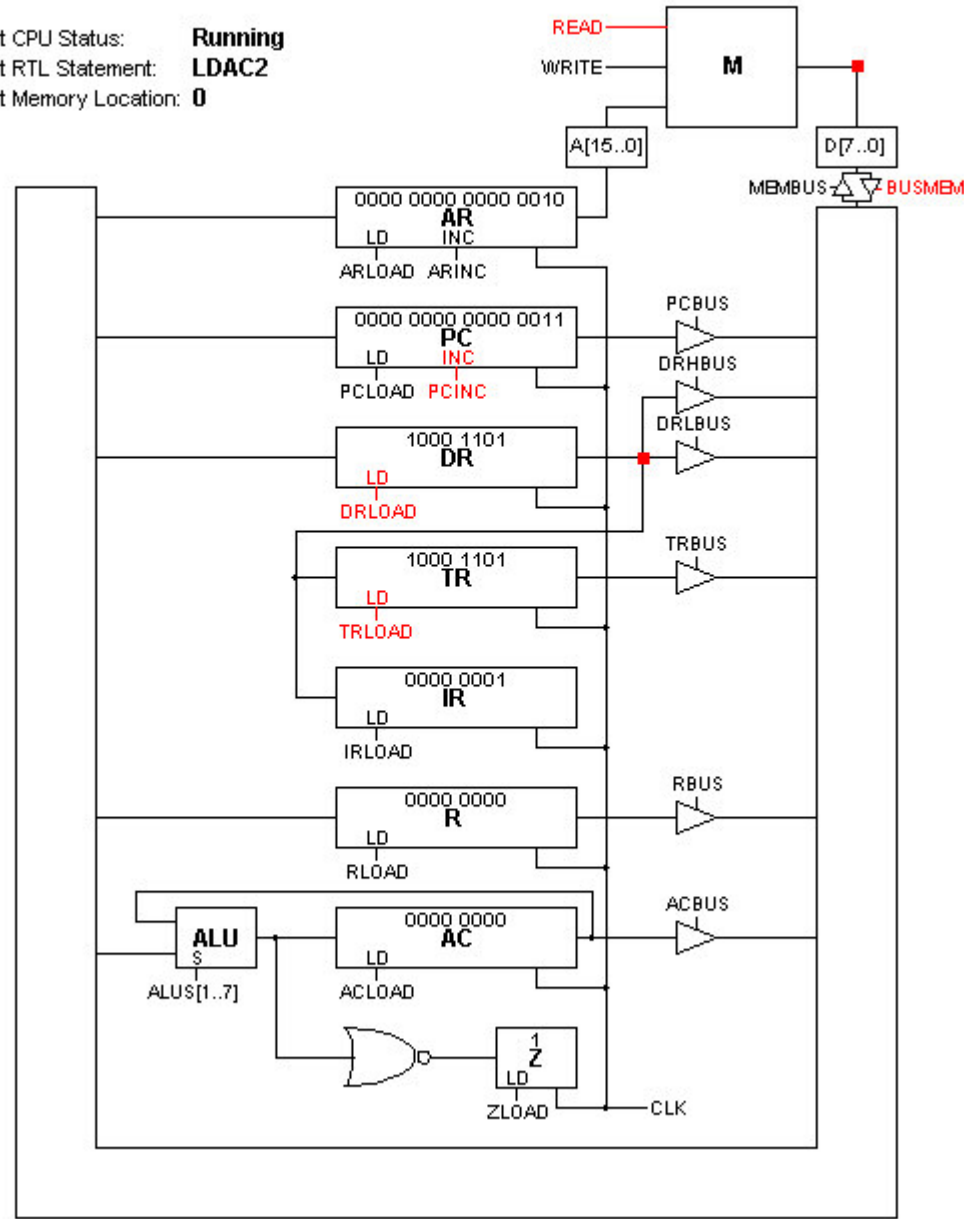 t CPU Status: Running
t RTL Statement: LDAC2
t Memory Location: 0
READ
WRITE
M
A[15..0]
D[7..0]
MEMBUS
BUSMEM
0000 0000 0000 0010
AR
LD INC
ARLOAD ARINC
0000 0000 0000 0011
PC
LD INC
PCLOAD PCINC
PCBUS
DRHBUS
DRLBUS
1000 1101
DR
LD
DRLOAD
1000 1101
TR
LD
TRLOAD
TRBUS
0000 0001
IR
LD
IRLOAD
0000 0000
R
LD
RLOAD
RBUS
ALU
S
ALUS[1..7]
0000 0000
AC
LD
ACLOAD
ACBUS
1
Z
LD
ZLOAD
CLK